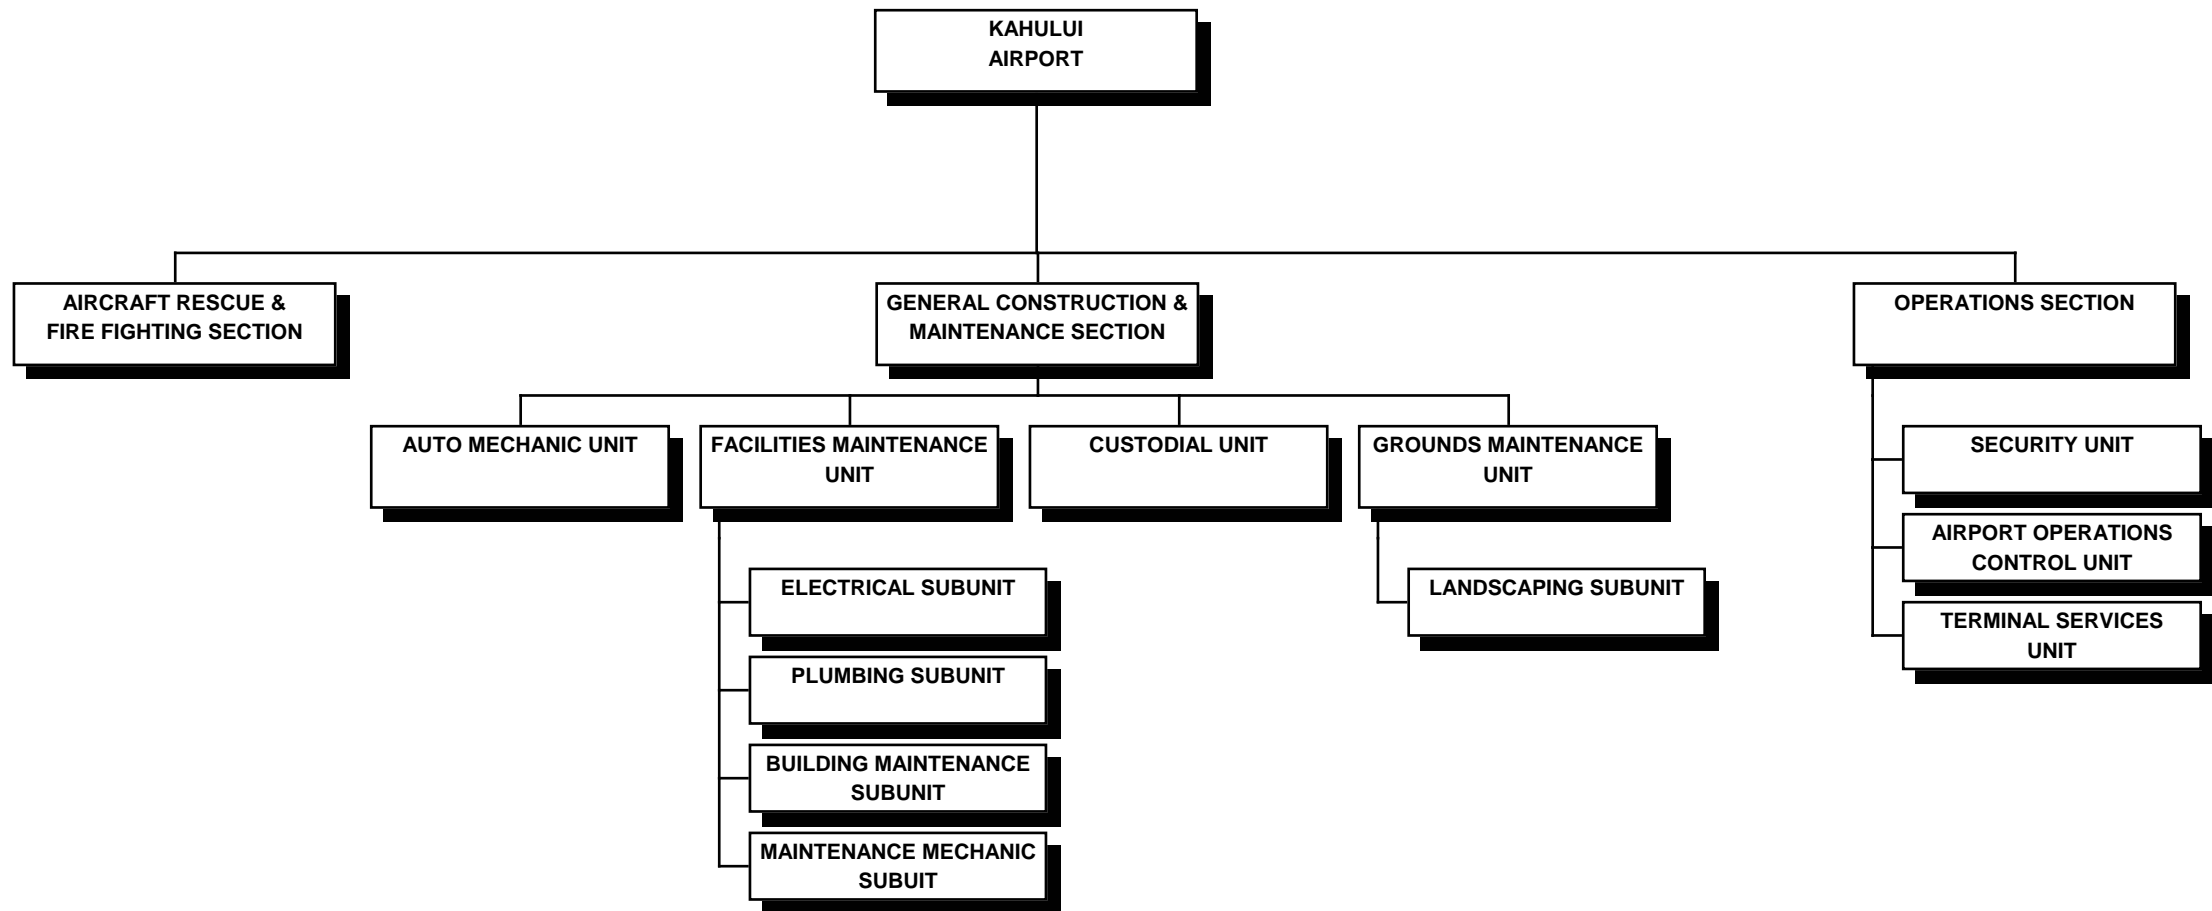 KAHULUI
AIRPORT
AIRCRAFT RESCUE &
FIRE FIGHTING SECTION
GENERAL CONSTRUCTION &
MAINTENANCE SECTION
OPERATIONS SECTION
AUTO MECHANIC UNIT
FACILITIES MAINTENANCE
UNIT
CUSTODIAL UNIT
GROUNDS MAINTENANCE
UNIT
ELECTRICAL SUBUNIT
PLUMBING SUBUNIT
BUILDING MAINTENANCE
SUBUNIT
MAINTENANCE MECHANIC
SUBUIT
LANDSCAPING SUBUNIT
SECURITY UNIT
AIRPORT OPERATIONS
CONTROL UNIT
TERMINAL SERVICES
UNIT